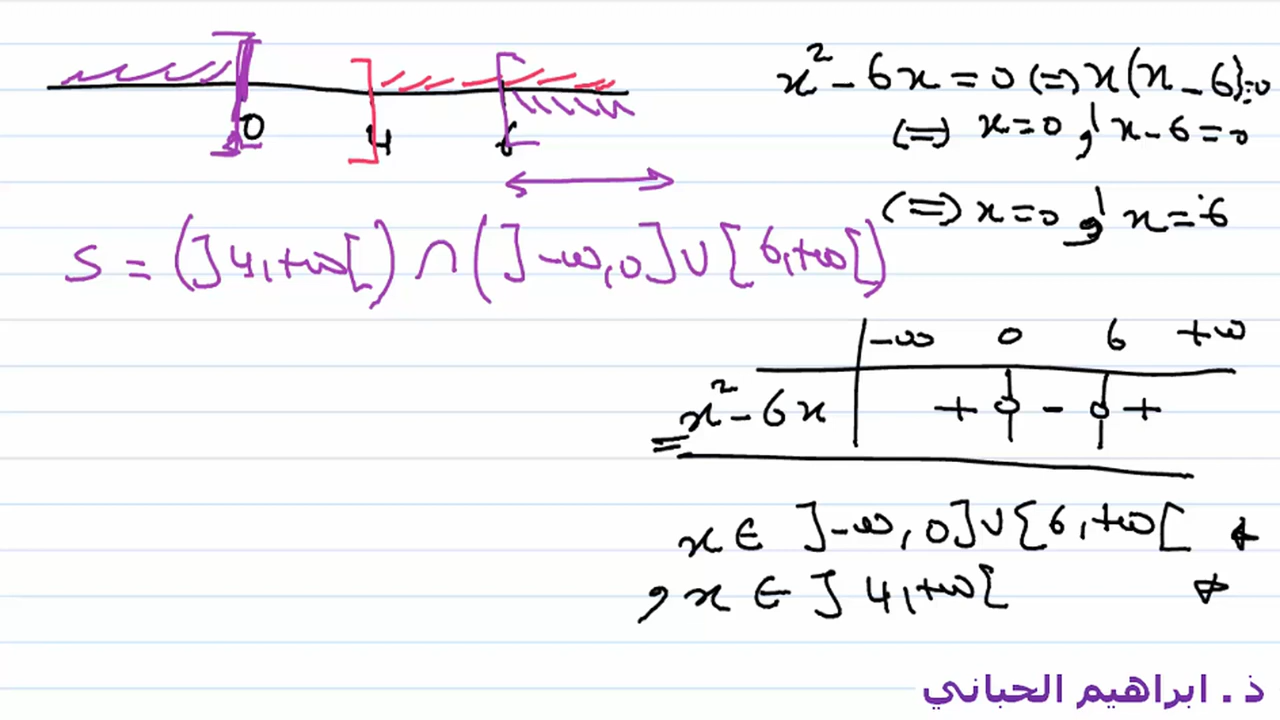 x² - 6x = 0 ⟺ x(x - 6) = 0
⟺ x = 0 أو x - 6 = 0
⟺ x = 0 أو x = 6
0 4 6
S = (]4, +∞[) ∩ (]-∞, 0] ∪ [6, +∞[)
-∞ 0 6 +∞
x² - 6x + 0 - 0 +
x ∈ ]-∞, 0] ∪ [6, +∞[
و x ∈ ]4, +∞[
ذ . ابراهيم الحباني